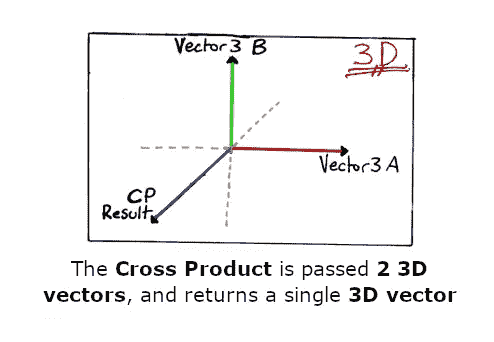 Vector3 B
3D
Vector3 A
CP
Result
The Cross Product is passed 2 3D
vectors, and returns a single 3D vector